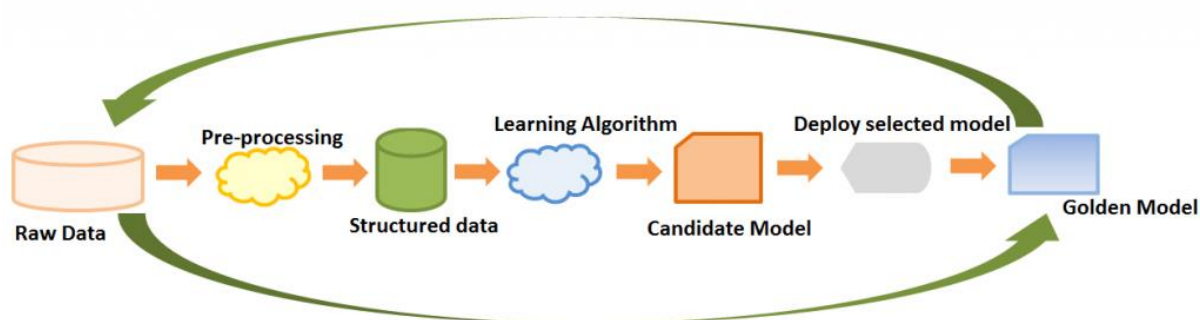 Pre-processing
Learning Algorithm
Deploy selected model
Raw Data
Structured data
Candidate Model
Golden Model